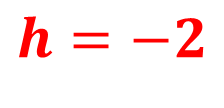 h = −2